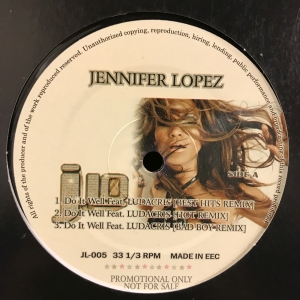 All rights of the producer and of the work reproduced reserved. Unauthorized copying, reproduction, hiring, lending, public performance and
JENNIFER LOPEZ
SIDE A
1. Do It Well Feat. LUDACRIS [BEST HITS REMIX]
2. Do It Well Feat. LUDACRIS [HOT REMIX]
3. Do It Well Feat. LUDACRIS [BAD BOY REMIX]
JL-005 33 1/3 RPM MADE IN EEC
PROMOTIONAL ONLY
NOT FOR SALE